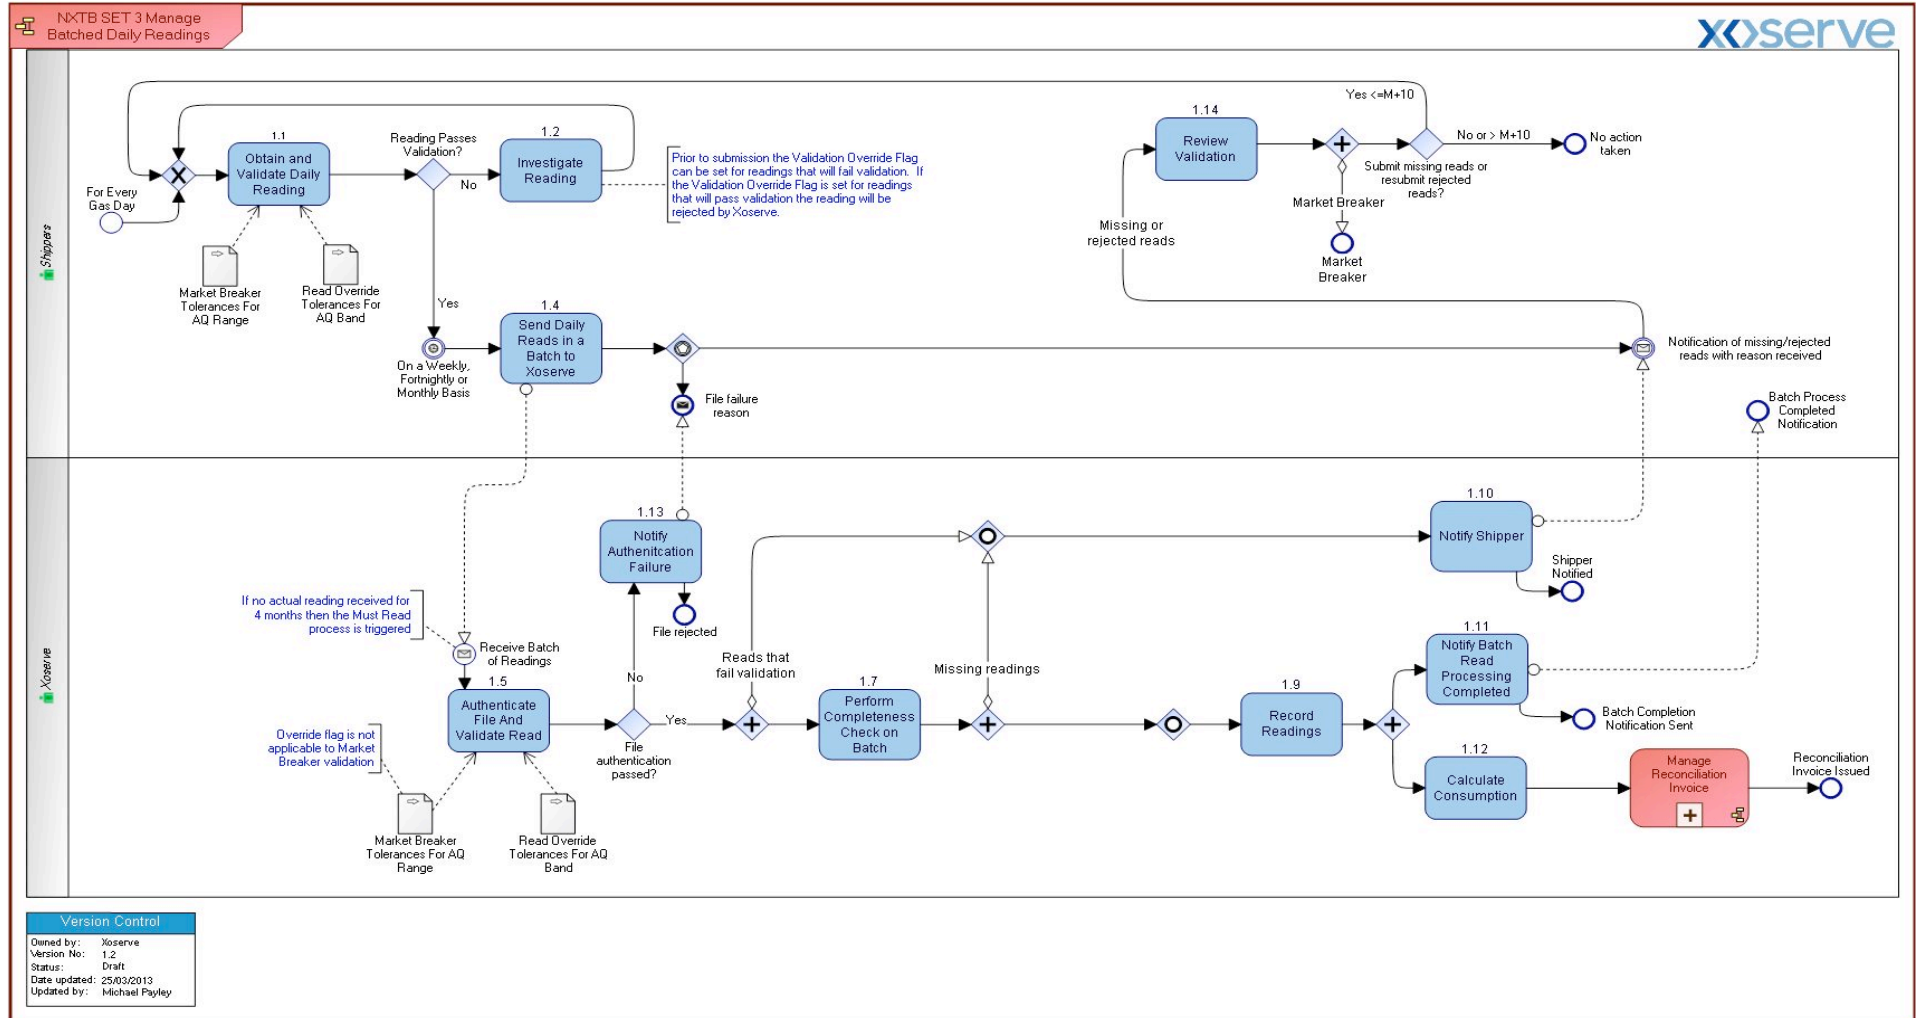 NXTB SET 3 Manage
Batched Daily Readings
xoserve
Shippers
For Every
Gas Day
1.1
Obtain and
Validate Daily
Reading
Market Breaker
Tolerances For
AQ Range
Read Override
Tolerances For
AQ Band
Reading Passes
Validation?
No
Yes
1.2
Investigate
Reading
Prior to submission the Validation Override Flag
can be set for readings that will fail validation. If
the Validation Override Flag is set for readings
that will pass validation the reading will be
rejected by Xoserve.
On a Weekly,
Fortnightly or
Monthly Basis
1.4
Send Daily
Reads in a
Batch to
Xoserve
File failure
reason
Missing or
rejected reads
1.14
Review
Validation
Market Breaker
Market
Breaker
Yes <=M+10
Submit missing reads or
resubmit rejected
reads?
No or > M+10
No action
taken
Notification of missing/rejected
reads with reason received
Batch Process
Completed
Notification
Xoserve
If no actual reading received for
4 months then the Must Read
process is triggered
Receive Batch
of Readings
1.5
Authenticate
File And
Validate Read
Override flag is not
applicable to Market
Breaker validation
Market Breaker
Tolerances For AQ
Range
Read Override
Tolerances For AQ
Band
File
authentication
passed?
No
Yes
1.13
Notify
Authenitcation
Failure
File rejected
Reads that
fail validation
1.7
Perform
Completeness
Check on
Batch
Missing readings
1.9
Record
Readings
1.10
Notify Shipper
Shipper
Notified
1.11
Notify Batch
Read
Processing
Completed
Batch Completion
Notification Sent
1.12
Calculate
Consumption
Manage
Reconciliation
Invoice
Reconciliation
Invoice Issued
Version Control
Owned by: Xoserve
Version No: 1.2
Status: Draft
Date updated: 25/03/2013
Updated by: Michael Payley